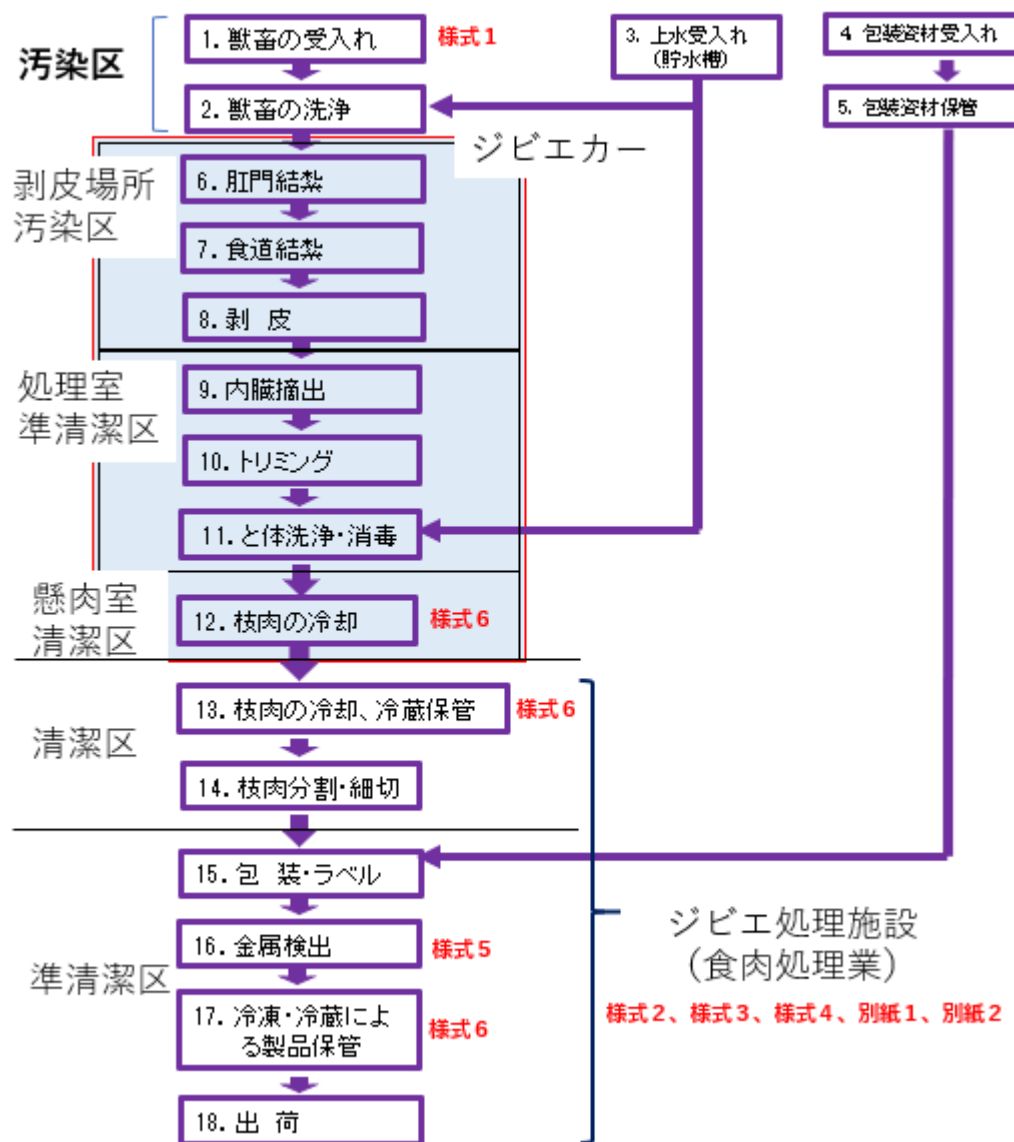 1. 獣畜の受入れ
様式1
3. 上水受入れ
(貯水槽)
4 包装資材受入れ
汚染区
2. 獣畜の洗浄
5. 包装資材保管
ジビエカー
剥皮場所
汚染区
6. 肛門結紮
7. 食道結紮
8. 剥 皮
処理室
準清潔区
9. 内臓摘出
10. トリミング
11. と体洗浄・消毒
懸肉室
清潔区
12. 枝肉の冷却
様式6
13. 枝肉の冷却、冷蔵保管
様式6
清潔区
14. 枝肉分割・細切
15. 包 装・ラベル
16. 金属検出
様式5
準清潔区
17. 冷凍・冷蔵によ
る製品保管
様式6
18. 出 荷
ジビエ処理施設
(食肉処理業)
様式2、様式3、様式4、別紙1、別紙2